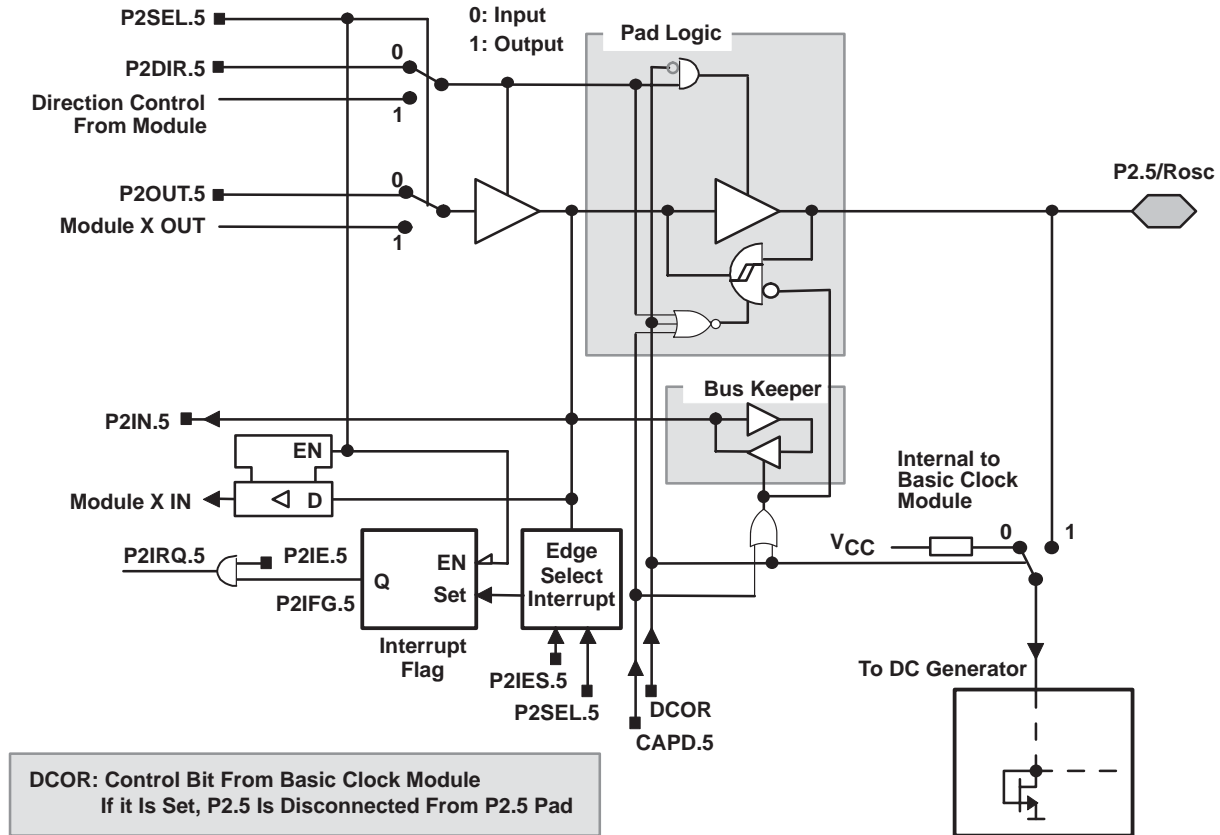 P2SEL.5
0: Input
1: Output
Pad Logic
P2DIR.5
0
Direction Control
From Module
1
P2.5/Rosc
P2OUT.5
0
Module X OUT
1
Bus Keeper
P2IN.5
EN
Module X IN
D
Internal to
Basic Clock
Module
0
1
VCC
P2IRQ.5
P2IE.5
P2IFG.5
Q
EN
Set
Edge
Select
Interrupt
Interrupt
Flag
P2IES.5
P2SEL.5
DCOR
CAPD.5
To DC Generator
DCOR: Control Bit From Basic Clock Module
If it Is Set, P2.5 Is Disconnected From P2.5 Pad